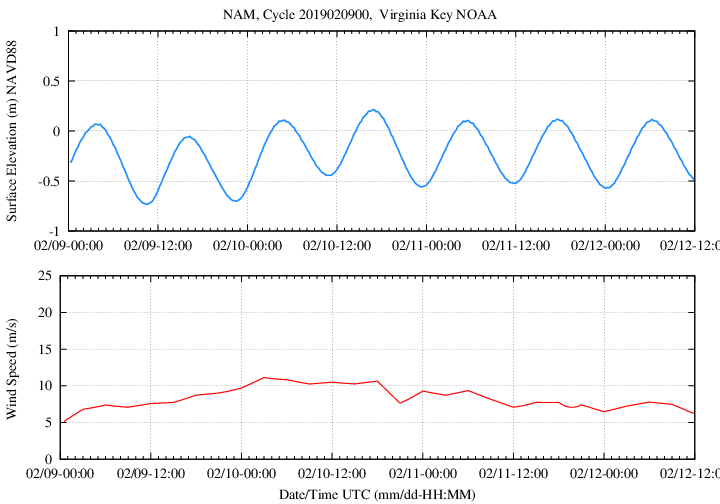 NAM, Cycle 2019020900,  Virginia Key NOAA
Surface Elevation (m) NAVD88
1
0.5
0
-0.5
-1
02/09-00:00 02/09-12:00 02/10-00:00 02/10-12:00 02/11-00:00 02/11-12:00 02/12-00:00 02/12-12:0
Wind Speed (m/s)
25
20
15
10
5
0
02/09-00:00 02/09-12:00 02/10-00:00 02/10-12:00 02/11-00:00 02/11-12:00 02/12-00:00 02/12-12:0
Date/Time UTC (mm/dd-HH:MM)